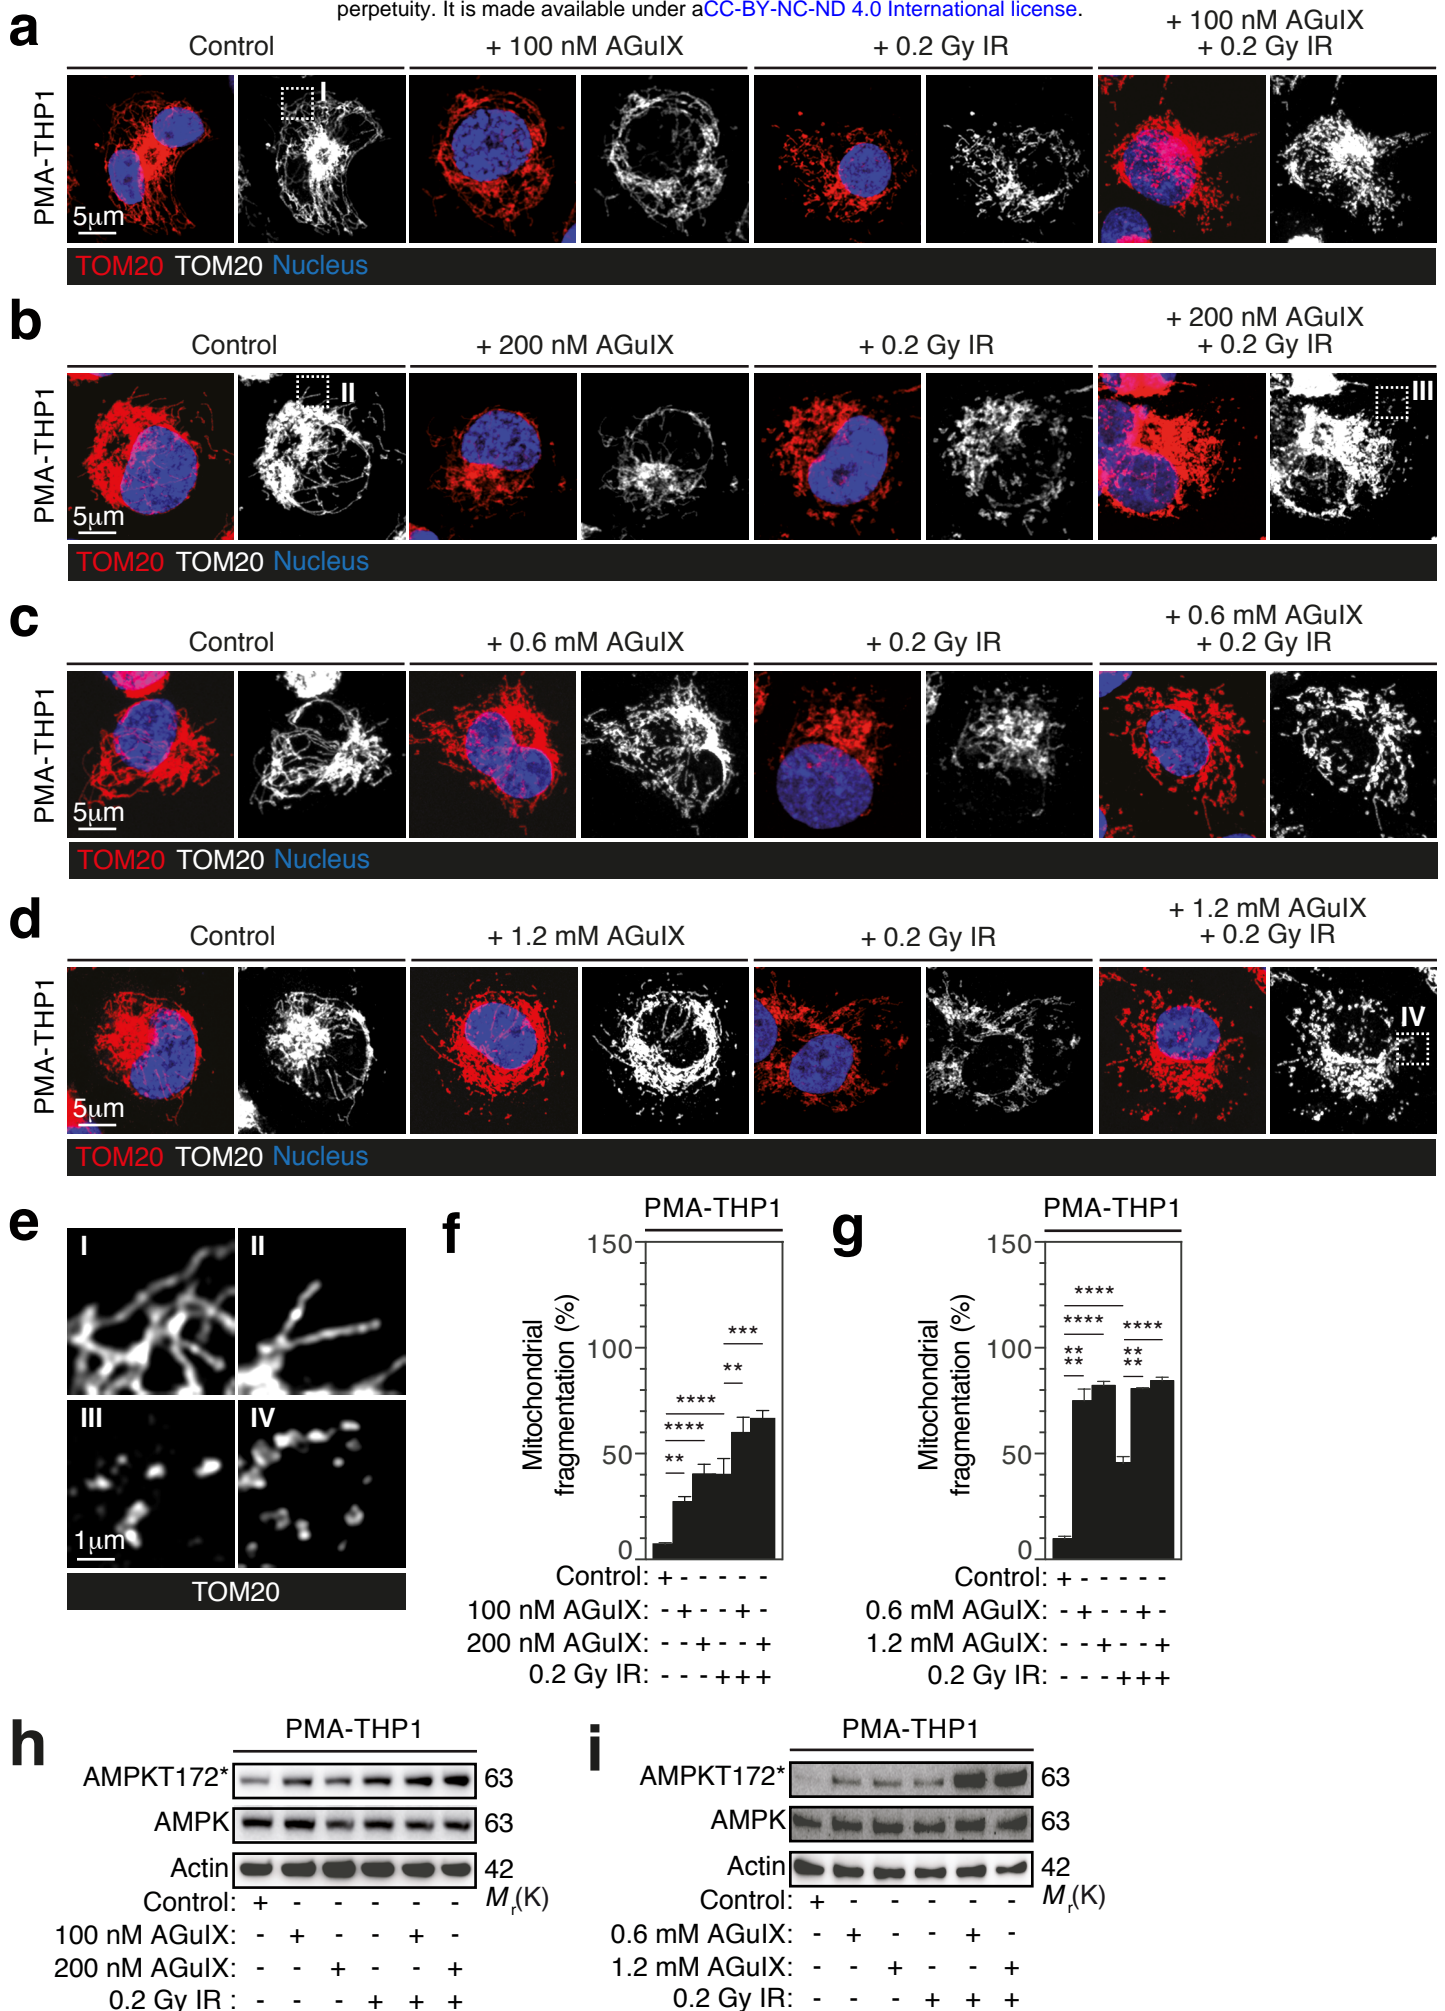 perpetuity. It is made available under aCC-BY-NC-ND 4.0 International license.
a
Control
+ 100 nM AGuIX
+ 0.2 Gy IR
+ 100 nM AGuIX
+ 0.2 Gy IR
PMA-THP1
I
5µm
TOM20 TOM20 Nucleus
b
Control
+ 200 nM AGuIX
+ 0.2 Gy IR
+ 200 nM AGuIX
+ 0.2 Gy IR
PMA-THP1
II
III
5µm
TOM20 TOM20 Nucleus
c
Control
+ 0.6 mM AGuIX
+ 0.2 Gy IR
+ 0.6 mM AGuIX
+ 0.2 Gy IR
PMA-THP1
5µm
TOM20 TOM20 Nucleus
d
Control
+ 1.2 mM AGuIX
+ 0.2 Gy IR
+ 1.2 mM AGuIX
+ 0.2 Gy IR
PMA-THP1
IV
5µm
TOM20 TOM20 Nucleus
e
I
II
III
IV
1µm
TOM20
f
PMA-THP1
Mitochondrial
fragmentation (%)
150
100
50
0
***
**
****
****
**
Control: + - - - - -
100 nM AGuIX: - + - - + -
200 nM AGuIX: - - + - - +
0.2 Gy IR: - - - + + +
g
PMA-THP1
Mitochondrial
fragmentation (%)
150
100
50
0
****
**** ****
** **
** **
Control: + - - - - -
0.6 mM AGuIX: - + - - + -
1.2 mM AGuIX: - - + - - +
0.2 Gy IR: - - - + + +
h
PMA-THP1
AMPKT172* 63
AMPK 63
Actin 42
Mr(K)
Control: + - - - - -
100 nM AGuIX: - + - - + -
200 nM AGuIX: - - + - - +
0.2 Gy IR : - - - + + +
i
PMA-THP1
AMPKT172* 63
AMPK 63
Actin 42
Mr(K)
Control: + - - - - -
0.6 mM AGuIX: - + - - + -
1.2 mM AGuIX: - - + - - +
0.2 Gy IR: - - - + + +